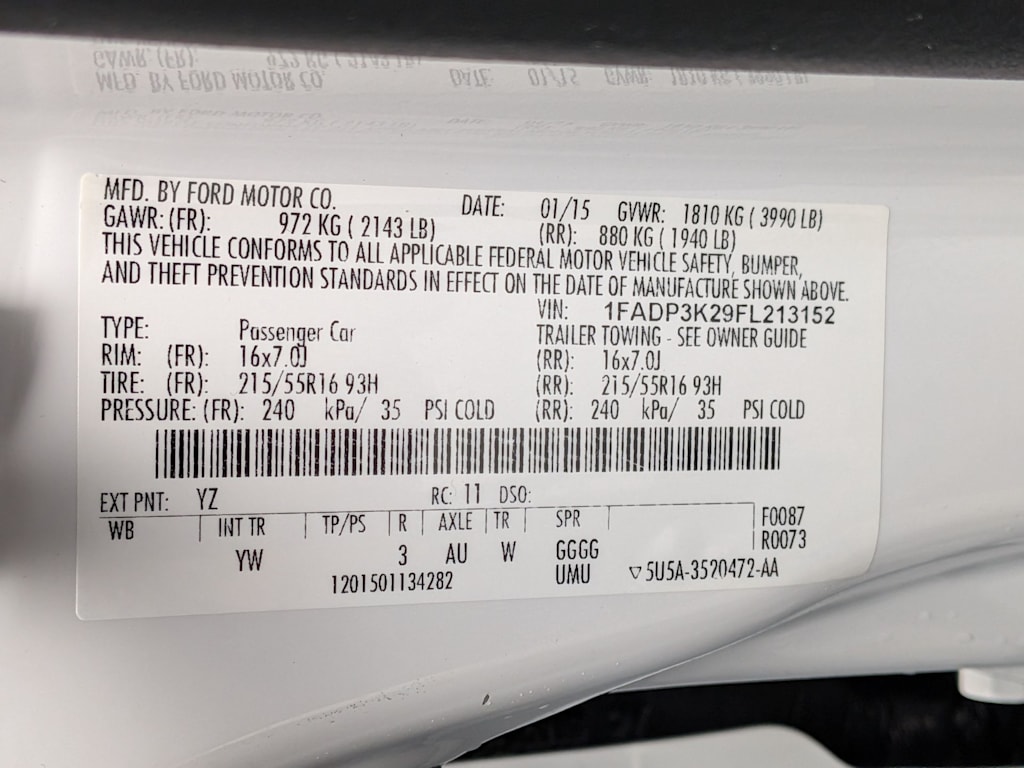 MFD. BY FORD MOTOR CO. DATE: 01/15 GVWR: 1810 KG ( 3990 LB)
GAWR: (FR): 972 KG ( 2143 LB) (RR): 880 KG ( 1940 LB)
THIS VEHICLE CONFORMS TO ALL APPLICABLE FEDERAL MOTOR VEHICLE SAFETY, BUMPER,
AND THEFT PREVENTION STANDARDS IN EFFECT ON THE DATE OF MANUFACTURE SHOWN ABOVE.
VIN: 1FADP3K29FL213152
TYPE: Passenger Car TRAILER TOWING - SEE OWNER GUIDE
RIM: (FR): 16x7.0J (RR): 16x7.0J
TIRE: (FR): 215/55R16 93H (RR): 215/55R16 93H
PRESSURE: (FR): 240 kPa/ 35 PSI COLD (RR): 240 kPa/ 35 PSI COLD
EXT PNT: YZ RC: 11 DSO:
WB INT TR TP/PS R AXLE TR SPR F0087
R0073
YW 3 AU W GGGG
1201501134282 UMU ▽5U5A-3520472-AA